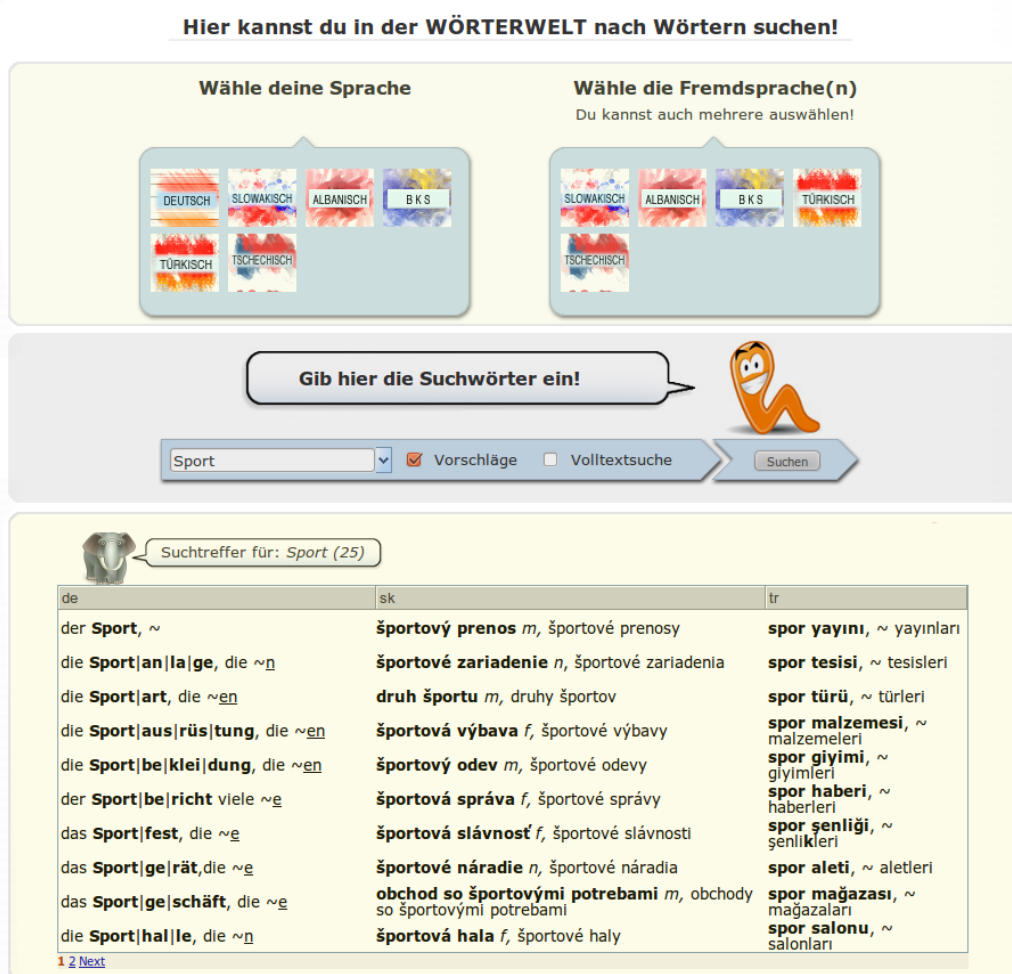 Hier kannst du in der WÖRTERWELT nach Wörtern suchen!
Wähle deine Sprache
Wähle die Fremdsprache(n)
Du kannst auch mehrere auswählen!
DEUTSCH SLOWAKISCH ALBANISCH BKS
TÜRKISCH TSCHECHISCH
SLOWAKISCH ALBANISCH BKS TÜRKISCH
TSCHECHISCH
Gib hier die Suchwörter ein!
Sport Vorschläge Volltextsuche Suchen
Suchtreffer für: Sport (25)
de sk tr
der Sport, ~ športový prenos m, športové prenosy spor yayını, ~ yayınları
die Sport|an|la|ge, die ~n športové zariadenie n, športové zariadenia spor tesisi, ~ tesisleri
die Sport|art, die ~en druh športu m, druhy športov spor türü, ~ türleri
die Sport|aus|rüs|tung, die ~en športová výbava f, športové výbavy spor malzemesi, ~
malzemeleri
die Sport|be|klei|dung, die ~en športový odev m, športové odevy spor giyimi, ~
giyimleri
der Sport|be|richt viele ~e športová správa f, športové správy spor haberi, ~
haberleri
das Sport|fest, die ~e športová slávnosť f, športové slávnosti spor şenliği, ~
şenlikleri
das Sport|ge|rät,die ~e športové náradie n, športové náradia spor aleti, ~ aletleri
das Sport|ge|schäft, die ~e obchod so športovými potrebami m, obchody spor mağazası, ~
so športovými potrebami mağazaları
die Sport|hal|le, die ~n športová hala f, športové haly spor salonu, ~
salonları
1 2 Next